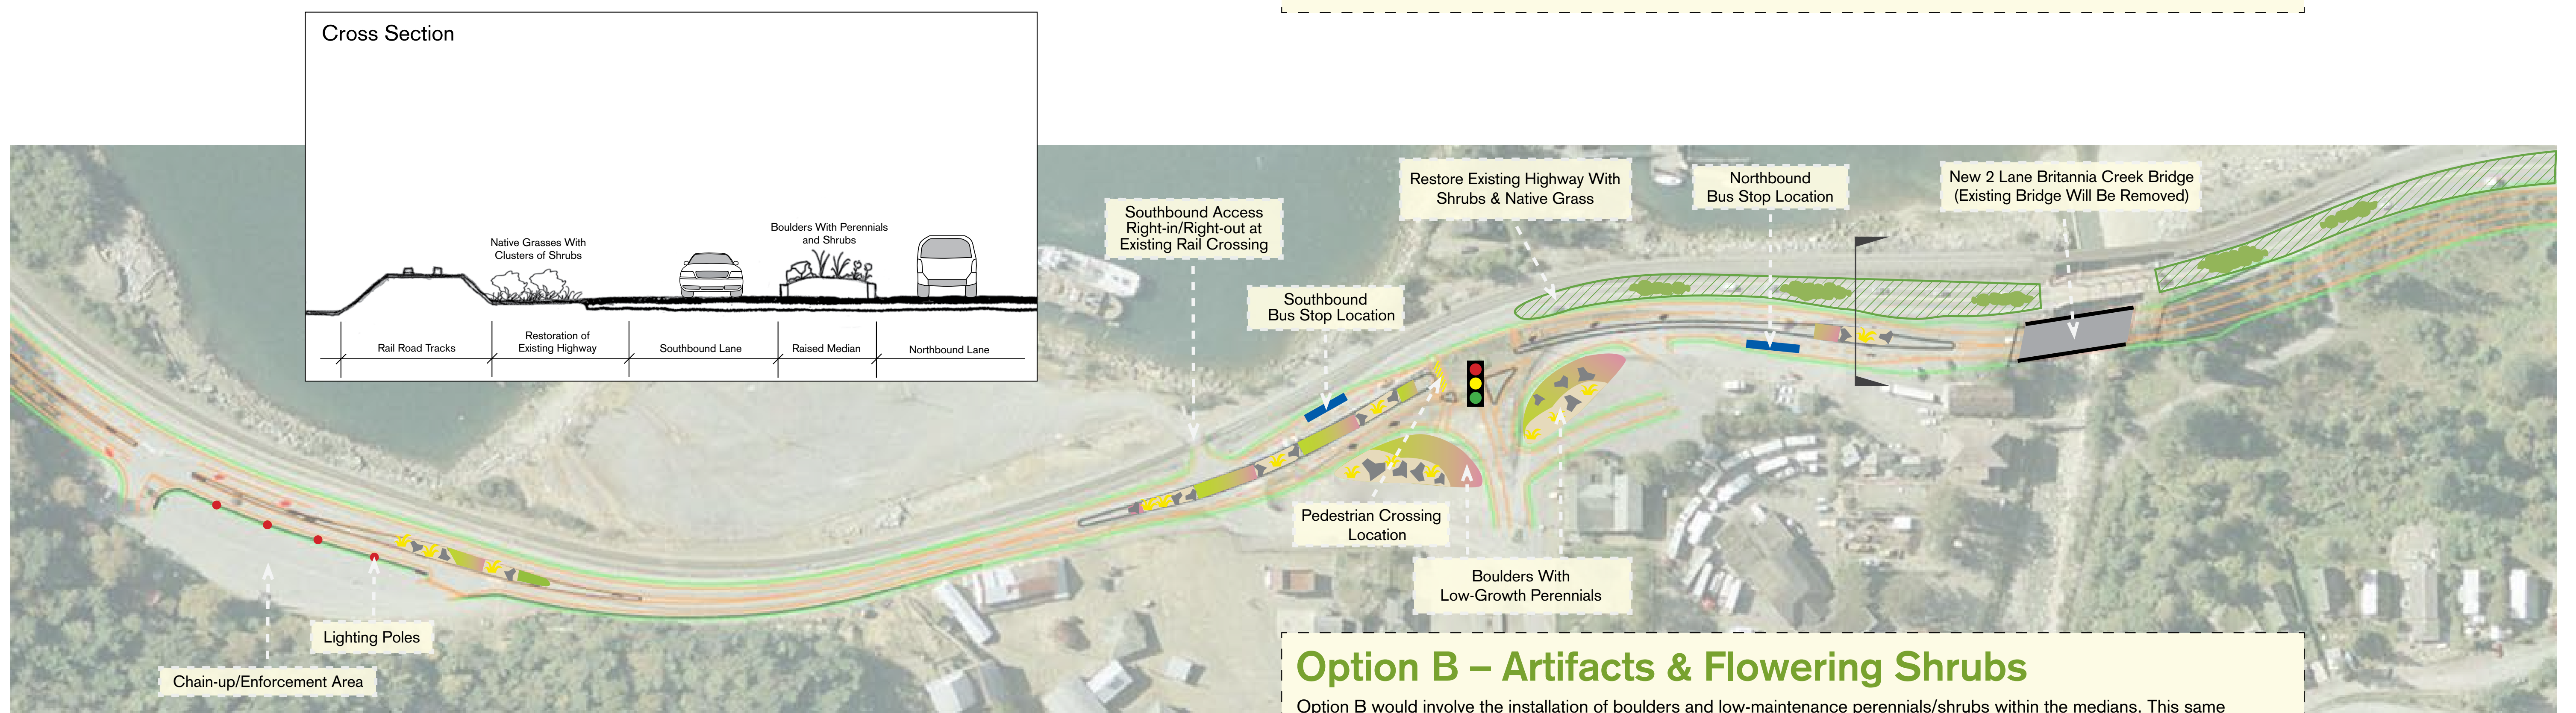 Cross Section
Native Grasses With
Clusters of Shrubs
Boulders With Perennials
and Shrubs
Rail Road Tracks
Restoration of
Existing Highway
Southbound Lane
Raised Median
Northbound Lane
Southbound Access
Right-in/Right-out at
Existing Rail Crossing
Southbound
Bus Stop Location
Restore Existing Highway With
Shrubs & Native Grass
Northbound
Bus Stop Location
New 2 Lane Britannia Creek Bridge
(Existing Bridge Will Be Removed)
Pedestrian Crossing
Location
Boulders With
Low-Growth Perennials
Lighting Poles
Chain-up/Enforcement Area
Option B – Artifacts & Flowering Shrubs
Option B would involve the installation of boulders and low-maintenance perennials/shrubs within the medians. This same